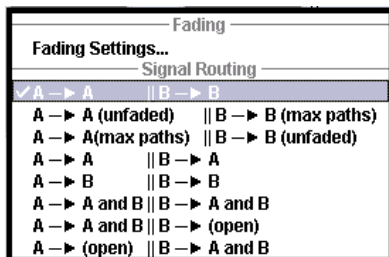 Fading
Fading Settings...
Signal Routing
✓ A —▶ A || B —▶ B
A —▶ A (unfaded) || B —▶ B (max paths)
A —▶ A(max paths) || B —▶ B (unfaded)
A —▶ A || B —▶ A
A —▶ B || B —▶ B
A —▶ A and B || B —▶ A and B
A —▶ A and B || B —▶ (open)
A —▶ (open) || B —▶ A and B